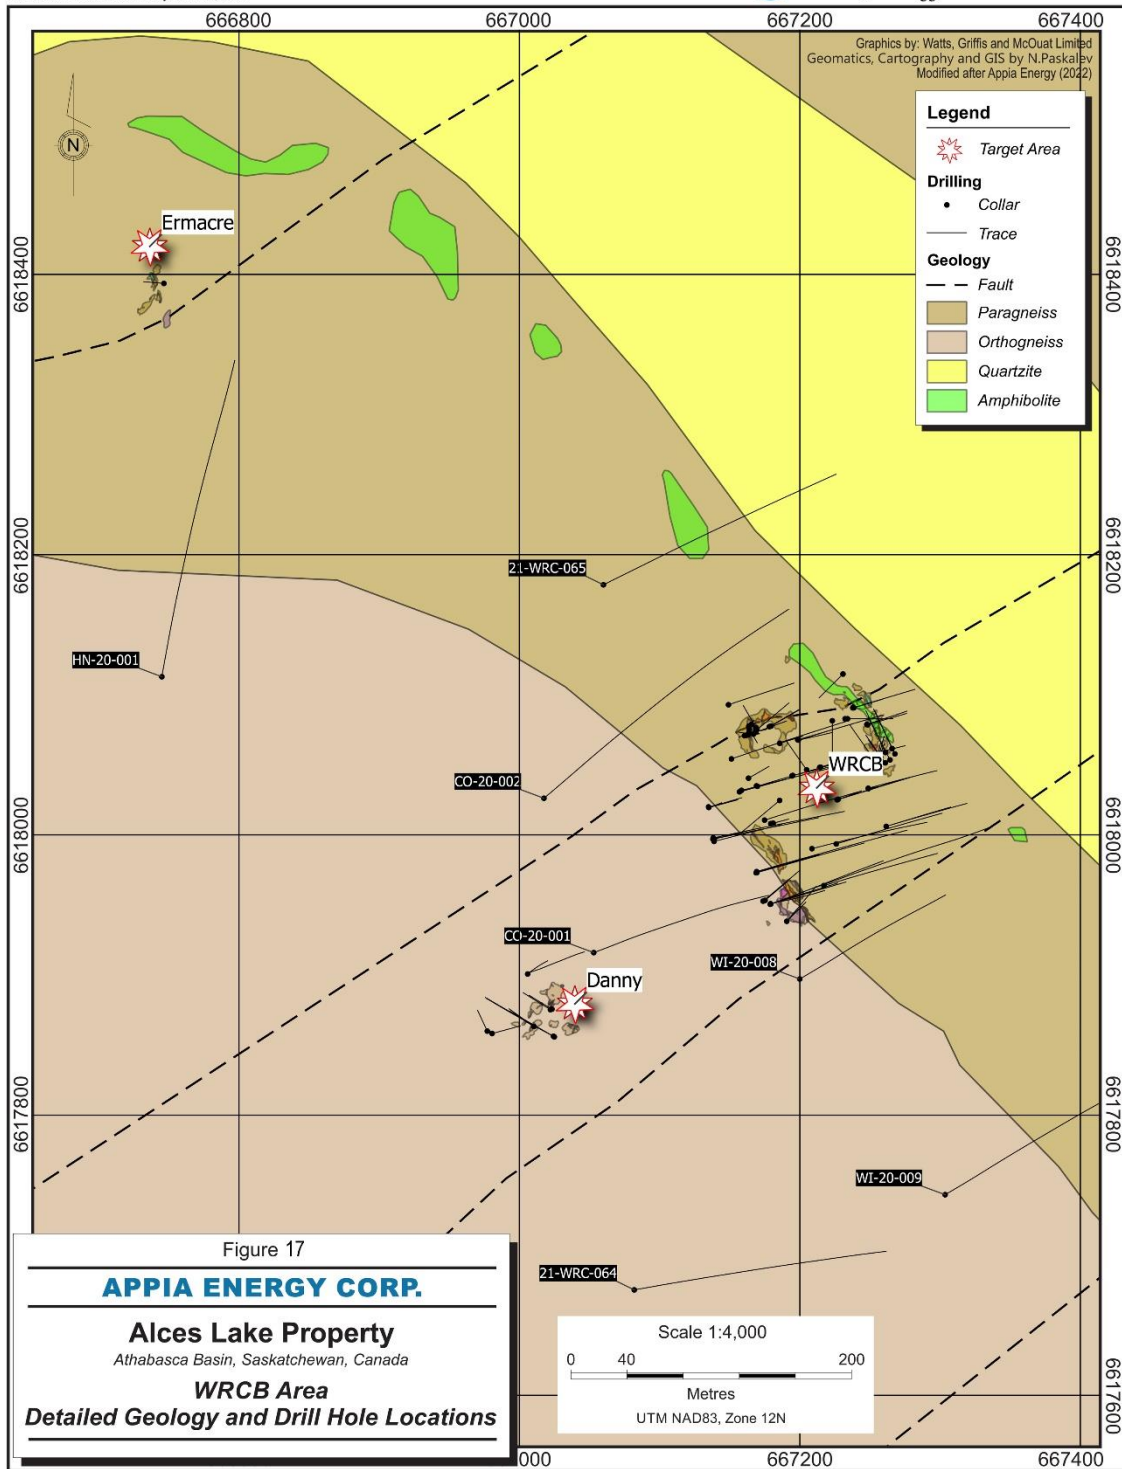 666800
667000
667200
667400
Graphics by: Watts, Griffis and McOuat Limited
Geomatics, Cartography and GIS by N.Paskalev
Modified after Appia Energy (2022)
Legend
Target Area
Drilling
Collar
Trace
Geology
Fault
Paragneiss
Orthogneiss
Quartzite
Amphibolite
N
Ermacre
6618400
6618400
21-WRC-065
6618200
6618200
HN-20-001
CO-20-002
WRCB
6618000
6618000
CO-20-001
WI-20-008
Danny
6617800
6617800
WI-20-009
21-WRC-064
Figure 17
APPIA ENERGY CORP.
Alces Lake Property
Athabasca Basin, Saskatchewan, Canada
WRCB Area
Detailed Geology and Drill Hole Locations
Scale 1:4,000
0 40 200
Metres
UTM NAD83, Zone 12N
6617600
000
667200
667400